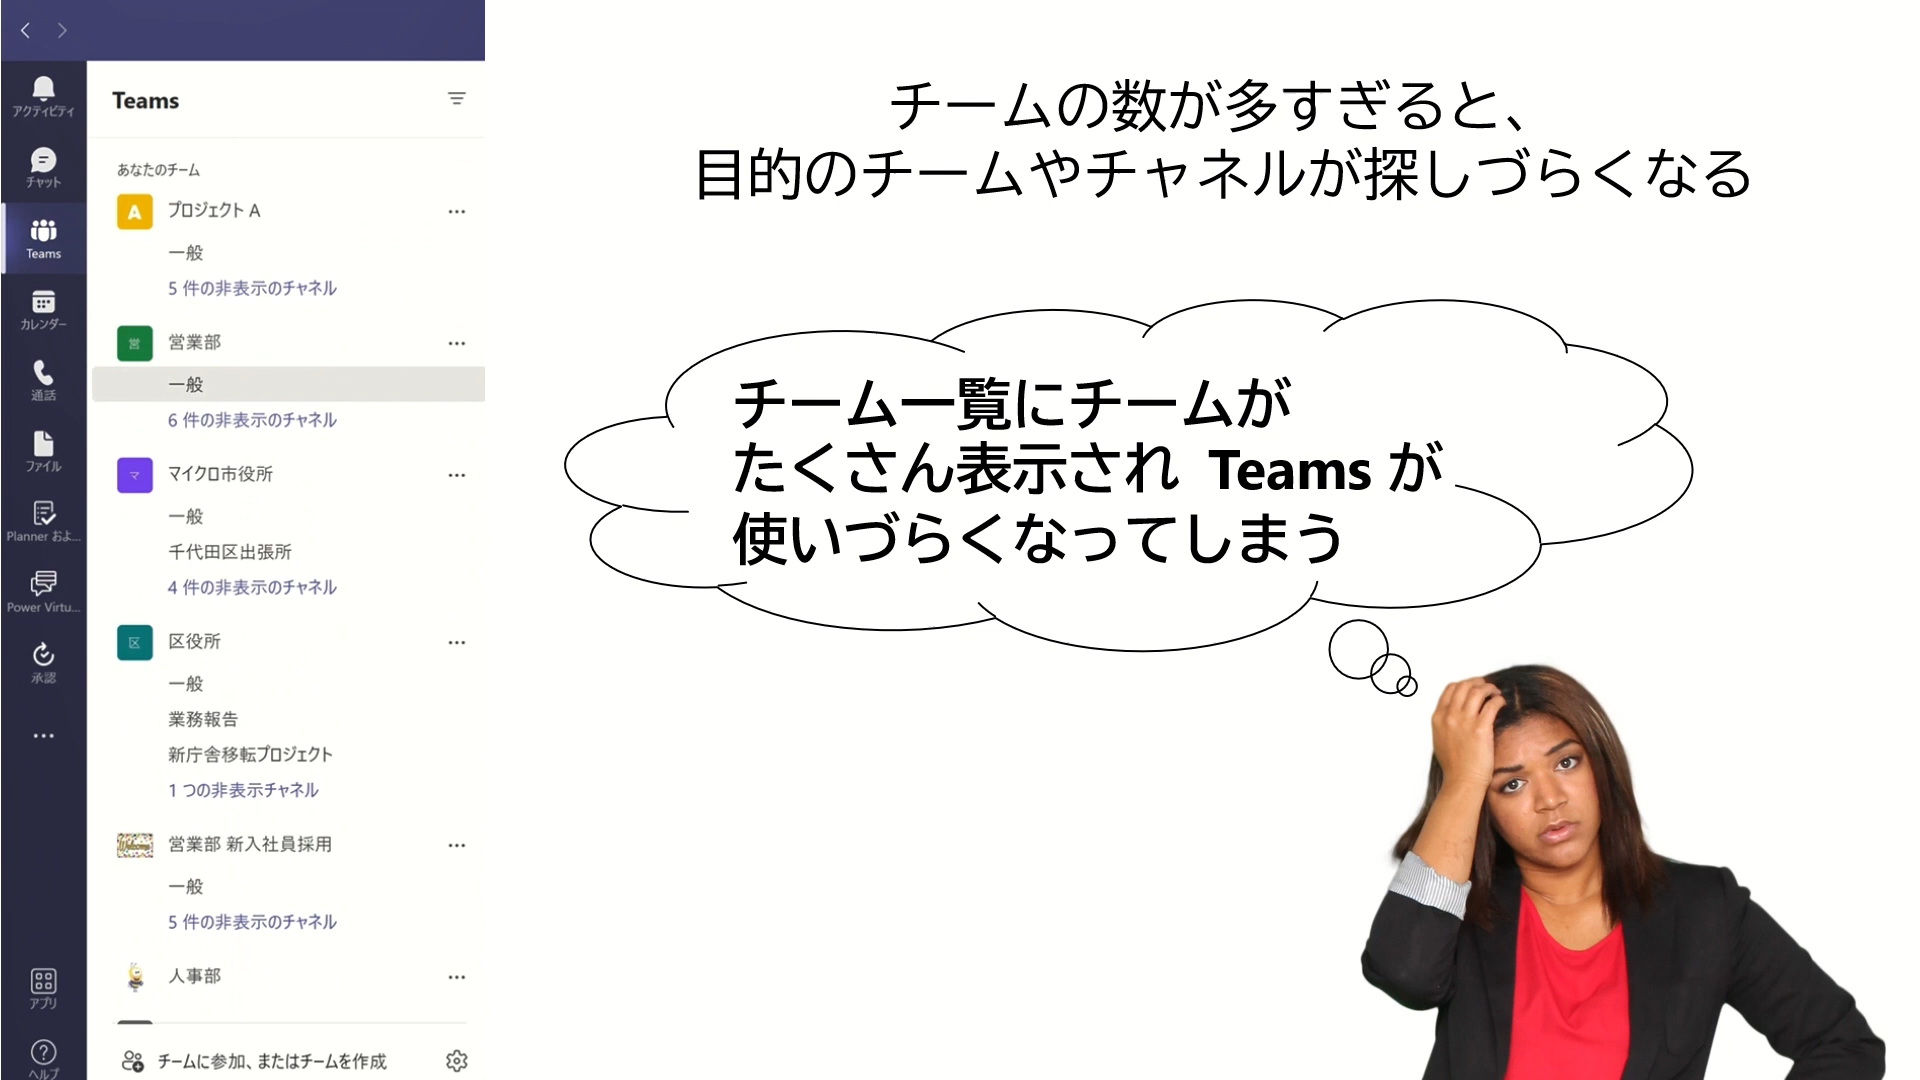 アクティビティ
チャット
Teams
カレンダー
通話
ファイル
Planner およ...
Power Virtu...
承認
アプリ
ヘルプ
Teams
あなたのチーム
A プロジェクト A
一般
5 件の非表示のチャネル
営 営業部
一般
6 件の非表示のチャネル
マ マイクロ市役所
一般
千代田区出張所
4 件の非表示のチャネル
区 区役所
一般
業務報告
新庁舎移転プロジェクト
1 つの非表示チャネル
Welcome 営業部 新入社員採用
一般
5 件の非表示のチャネル
人事部
チームに参加、またはチームを作成
チームの数が多すぎると、
目的のチームやチャネルが探しづらくなる
チーム一覧にチームが
たくさん表示され Teams が
使いづらくなってしまう